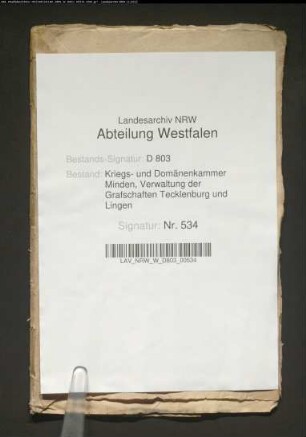 Landesarchiv NRW
Abteilung Westfalen
Bestands-Signatur: D 803
Bestand: Kriegs- und Domänenkammer
Minden, Verwaltung der
Grafschaften Tecklenburg und
Lingen
Signatur: Nr. 534
LAV_NRW_W_D803_00534